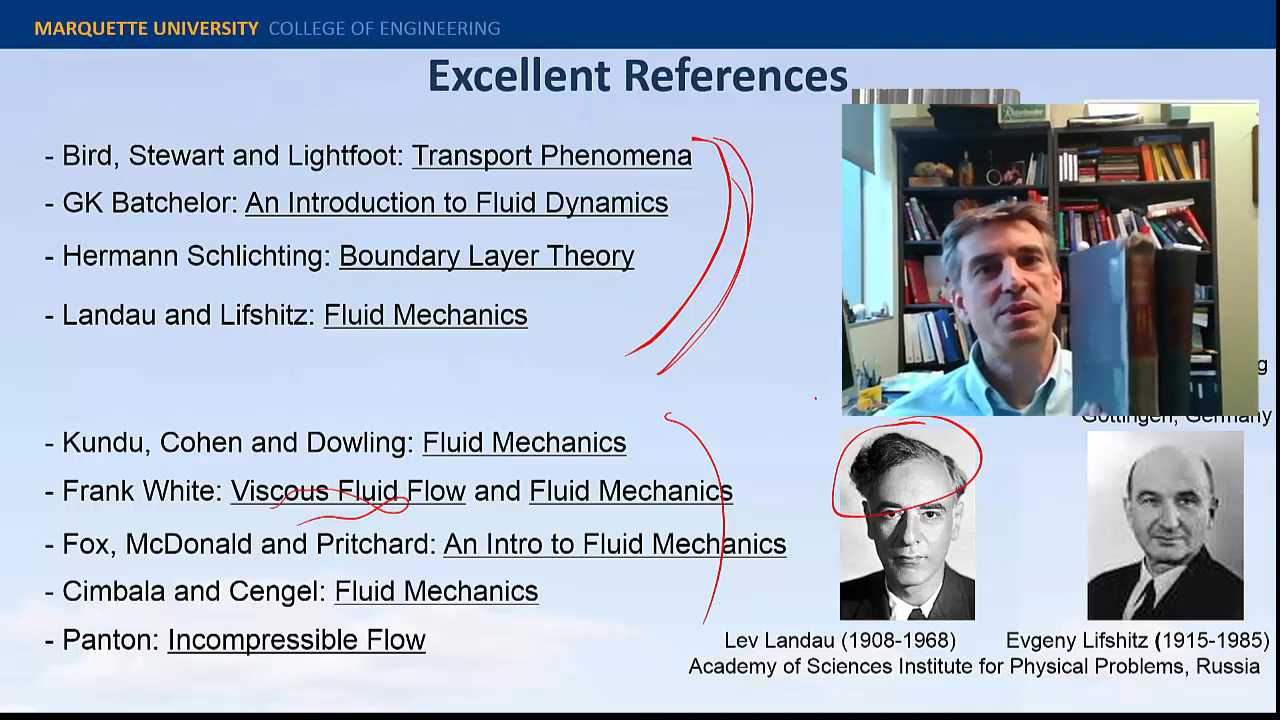 MARQUETTE UNIVERSITY COLLEGE OF ENGINEERING
Excellent References
- Bird, Stewart and Lightfoot: Transport Phenomena
- GK Batchelor: An Introduction to Fluid Dynamics
- Hermann Schlichting: Boundary Layer Theory
- Landau and Lifshitz: Fluid Mechanics
- Kundu, Cohen and Dowling: Fluid Mechanics
- Frank White: Viscous Fluid Flow and Fluid Mechanics
- Fox, McDonald and Pritchard: An Intro to Fluid Mechanics
- Cimbala and Cengel: Fluid Mechanics
- Panton: Incompressible Flow
g
Göttingen, Germany
Lev Landau (1908-1968) Evgeny Lifshitz (1915-1985)
Academy of Sciences Institute for Physical Problems, Russia